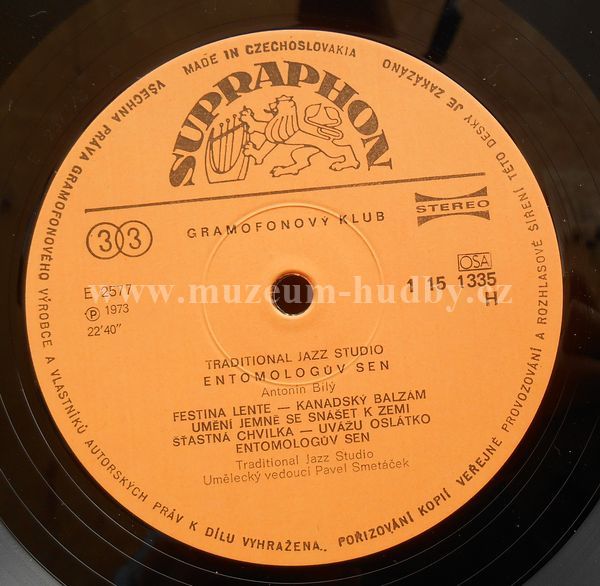 VŠECHNA PRÁVA GRAMOFONOVÉHO VÝROBCE A VLASTNÍKŮ AUTORSKÝCH PRÁV K DÍLU VYHRAŽENA. POŘIZOVÁNÍ KOPIÍ VEŘEJNÉ PROVOZOVÁNÍ A ROZHLASOVÉ ŠÍŘENÍ TÉTO DESKY JE ZAKÁZÁNO
MADE IN CZECHOSLOVAKIA
SUPRAPHON
33
GRAMOFONOVÝ KLUB
STEREO
OSA
E 2577
1 15 1335
H
www.muzeum-hudby.cz
Ⓟ 1973
22'40"
TRADITIONAL JAZZ STUDIO
ENTOMOLOGŮV SEN
Antonín Bílý
FESTINA LENTE — KANADSKÝ BALZÁM
UMĚNÍ JEMNĚ SE SNÁŠET K ZEMI
ŠŤASTNÁ CHVILKA — UVÁŽU OSLÁTKO
ENTOMOLOGŮV SEN
Traditional Jazz Studio
Umělecký vedoucí Pavel Smetáček